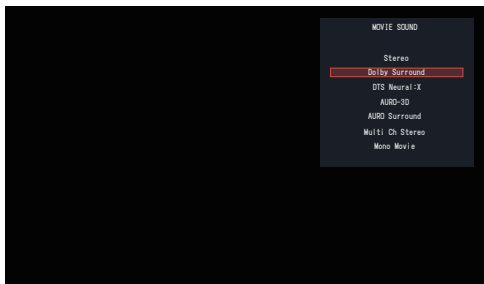 MOVIE SOUND
Stereo
Dolby Surround
DTS Neural:X
AURO-3D
AURO Surround
Multi Ch Stereo
Mono Movie